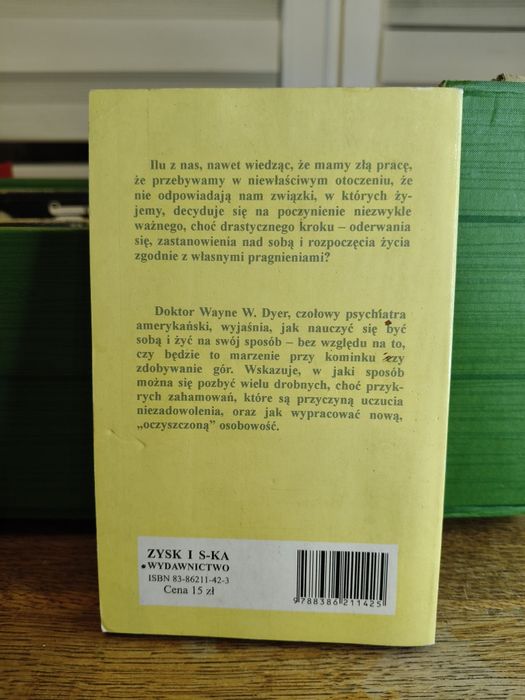 Ilu z nas, nawet wiedząc, że mamy złą pracę,
że przebywamy w niewłaściwym otoczeniu, że
nie odpowiadają nam związki, w których ży-
jemy, decyduje się na poczynienie niezwykle
ważnego, choć drastycznego kroku – oderwania
się, zastanowienia nad sobą i rozpoczęcia życia
zgodnie z własnymi pragnieniami?
Doktor Wayne W. Dyer, czołowy psychiatra
amerykański, wyjaśnia, jak nauczyć się być
sobą i żyć na swój sposób – bez względu na to,
czy będzie to marzenie przy kominku czy
zdobywanie gór. Wskazuje, w jaki sposób
można się pozbyć wielu drobnych, choć przyk-
rych zahamowań, które są przyczyną uczucia
niezadowolenia, oraz jak wypracować nową,
„oczyszczoną” osobowość.
ZYSK I S-KA
WYDAWNICTWO
ISBN 83-86211-42-3
Cena 15 zł
9788386211425